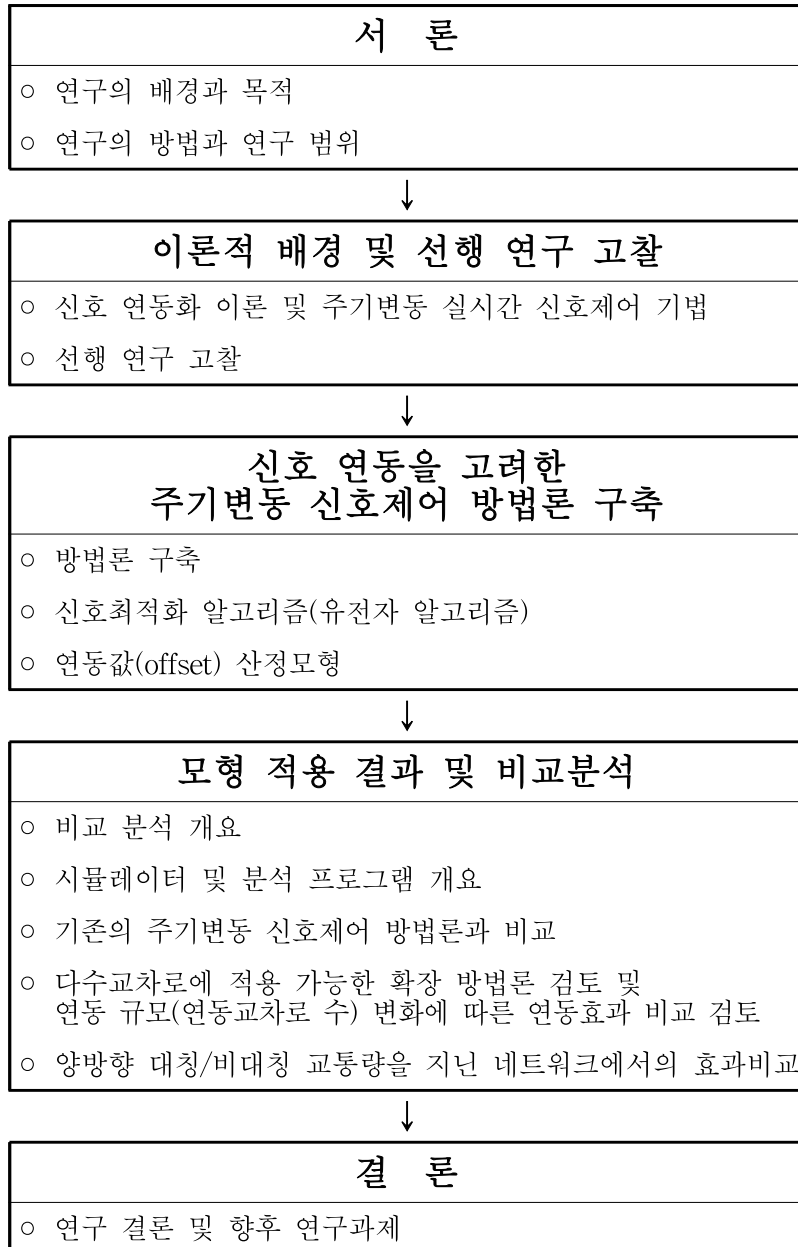 서 론
○ 연구의 배경과 목적
○ 연구의 방법과 연구 범위
↓
이론적 배경 및 선행 연구 고찰
○ 신호 연동화 이론 및 주기변동 실시간 신호제어 기법
○ 선행 연구 고찰
↓
신호 연동을 고려한
주기변동 신호제어 방법론 구축
○ 방법론 구축
○ 신호최적화 알고리즘(유전자 알고리즘)
○ 연동값(offset) 산정모형
↓
모형 적용 결과 및 비교분석
○ 비교 분석 개요
○ 시뮬레이터 및 분석 프로그램 개요
○ 기존의 주기변동 신호제어 방법론과 비교
○ 다수교차로에 적용 가능한 확장 방법론 검토 및
연동 규모(연동교차로 수) 변화에 따른 연동효과 비교 검토
○ 양방향 대칭/비대칭 교통량을 지닌 네트워크에서의 효과비교
↓
결 론
○ 연구 결론 및 향후 연구과제